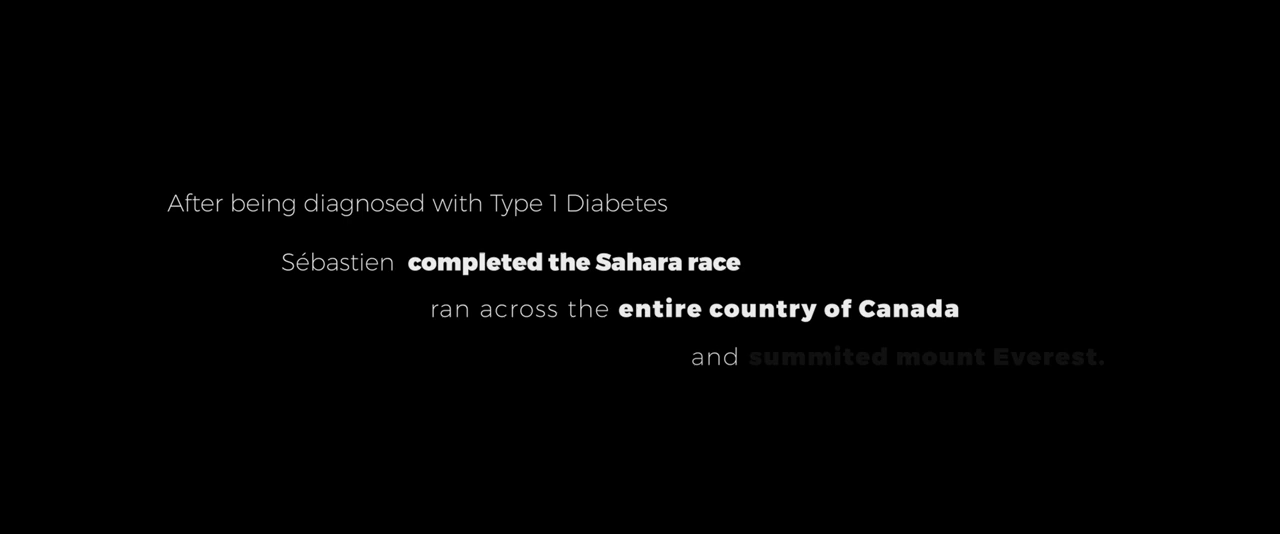 After being diagnosed with Type 1 Diabetes
Sébastien completed the Sahara race
ran across the entire country of Canada
and summited mount Everest.